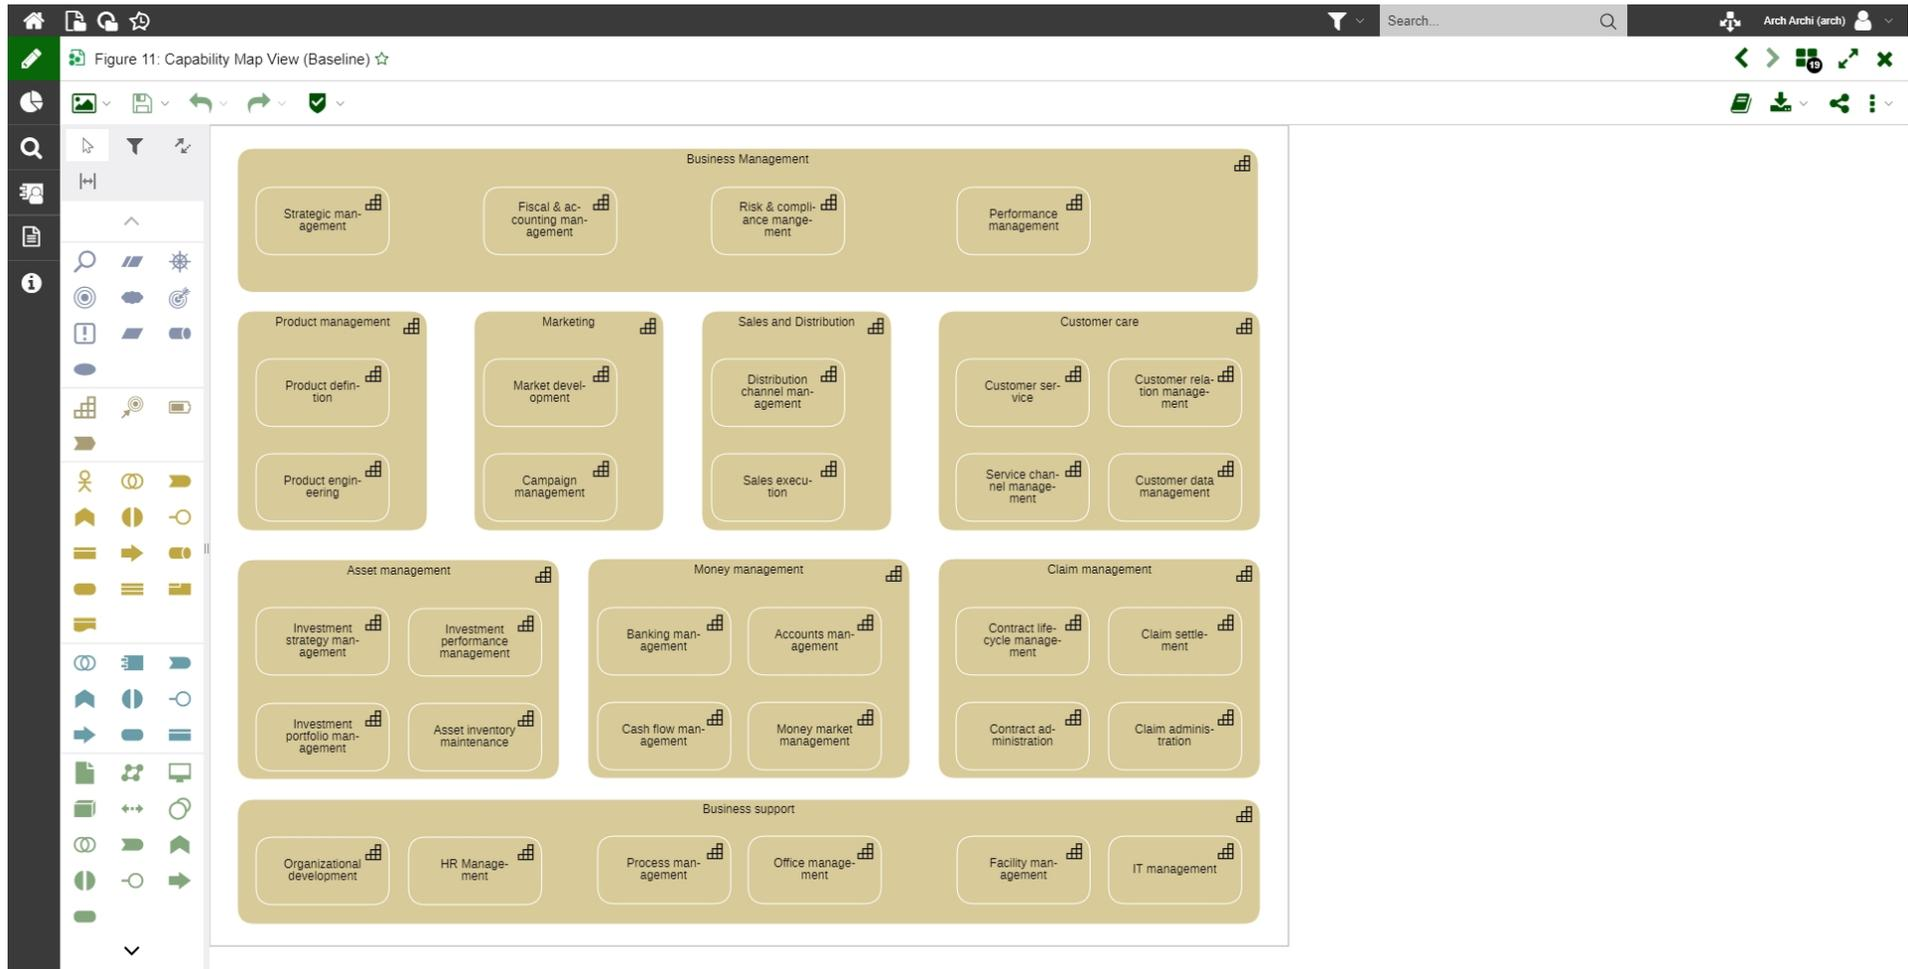 Search...
Arch Archi (arch)
Figure 11: Capability Map View (Baseline)
19
Business Management
Strategic man-
agement
Fiscal & ac-
counting man-
agement
Risk & compli-
ance mange-
ment
Performance
management
Product management
Product defin-
tion
Product engin-
eering
Marketing
Market devel-
opment
Campaign
management
Sales and Distribution
Distribution
channel man-
agement
Sales execu-
tion
Customer care
Customer ser-
vice
Customer rela-
tion manage-
ment
Service chan-
nel manage-
ment
Customer data
management
Asset management
Investment
strategy man-
agement
Investment
performance
management
Investment
portfolio man-
agement
Asset inventory
maintenance
Money management
Banking man-
agement
Accounts man-
agement
Cash flow man-
agement
Money market
management
Claim management
Contract life-
cycle manage-
ment
Claim settle-
ment
Contract ad-
ministration
Claim adminis-
tration
Business support
Organizational
development
HR Manage-
ment
Process man-
agement
Office manage-
ment
Facility man-
agement
IT management